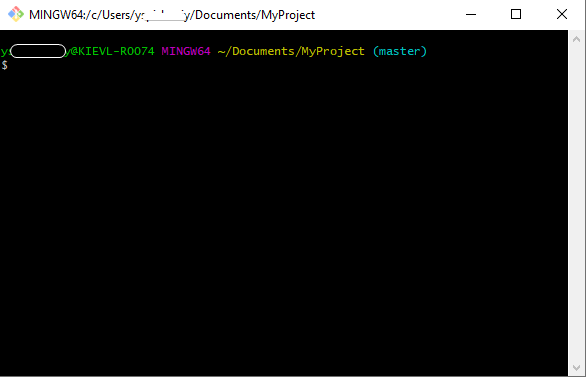 MINGW64:/c/Users/y y/Documents/MyProject
y y@KIEVL-R0074 MINGW64 ~/Documents/MyProject (master)
$